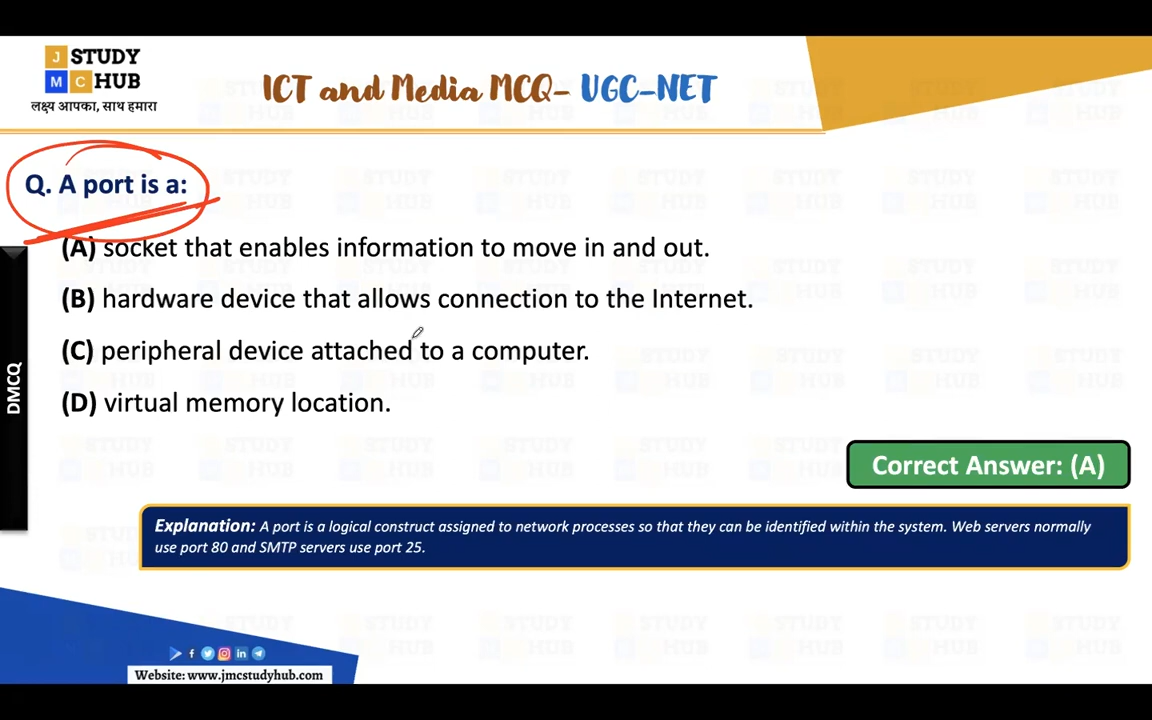 J STUDY
M C HUB
लक्ष्य आपका, साथ हमारा
ICT and Media MCQ- UGC-NET
Q. A port is a:
(A) socket that enables information to move in and out.
(B) hardware device that allows connection to the Internet.
(C) peripheral device attached to a computer.
(D) virtual memory location.
DMCQ
Correct Answer: (A)
Explanation: A port is a logical construct assigned to network processes so that they can be identified within the system. Web servers normally
use port 80 and SMTP servers use port 25.
Website: www.jmcstudyhub.com